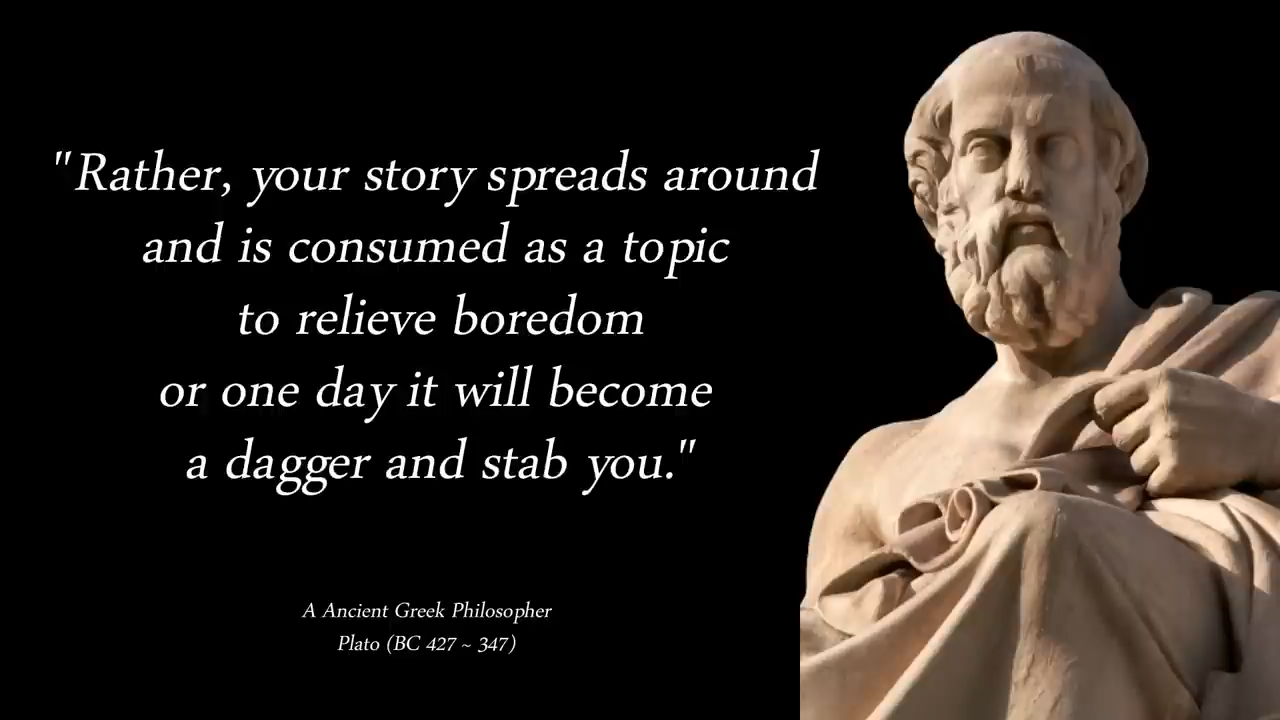 "Rather, your story spreads around
and is consumed as a topic
to relieve boredom
or one day it will become
a dagger and stab you."
A Ancient Greek Philosopher
Plato (BC 427 ~ 347)